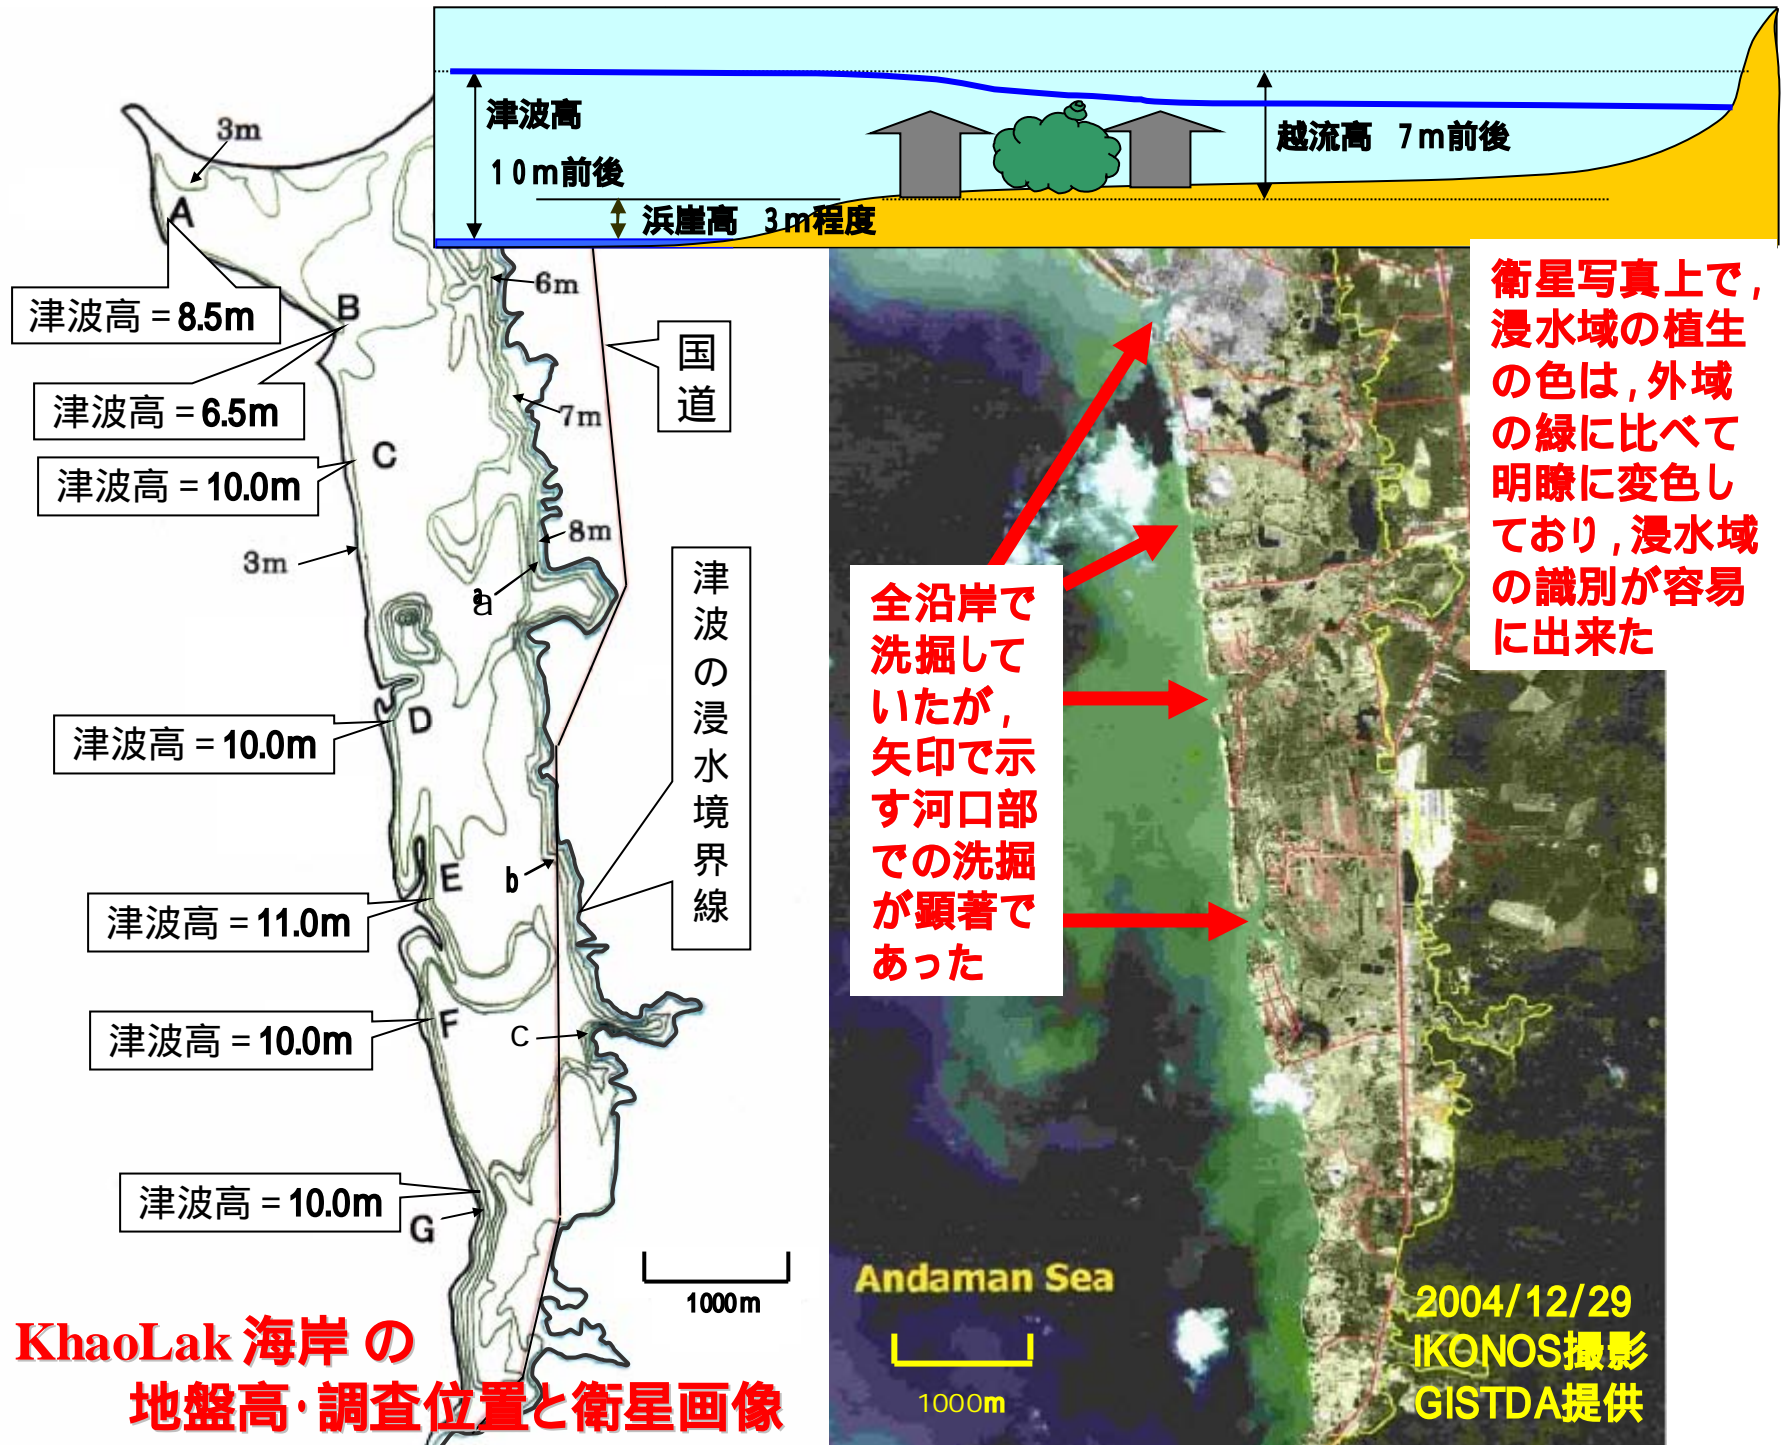 津波高
10m前後
越流高 7m前後
浜崖高 3m程度
3m
A
津波高=8.5m
B
津波高=6.5m
C
津波高=10.0m
3m
6m
7m
8m
a
国
道
津
波
の
浸
水
境
界
線
D
津波高=10.0m
E
b
津波高=11.0m
F
C
津波高=10.0m
津波高=10.0m
G
1000m
KhaoLak 海岸 の
地盤高・調査位置と衛星画像
衛星写真上で,
浸水域の植生
の色は,外域
の緑に比べて
明瞭に変色し
ており,浸水域
の識別が容易
に出来た
全沿岸で
洗掘して
いたが,
矢印で示
す河口部
での洗掘
が顕著で
あった
Andaman Sea
1000m
2004/12/29
IKONOS撮影
GISTDA提供